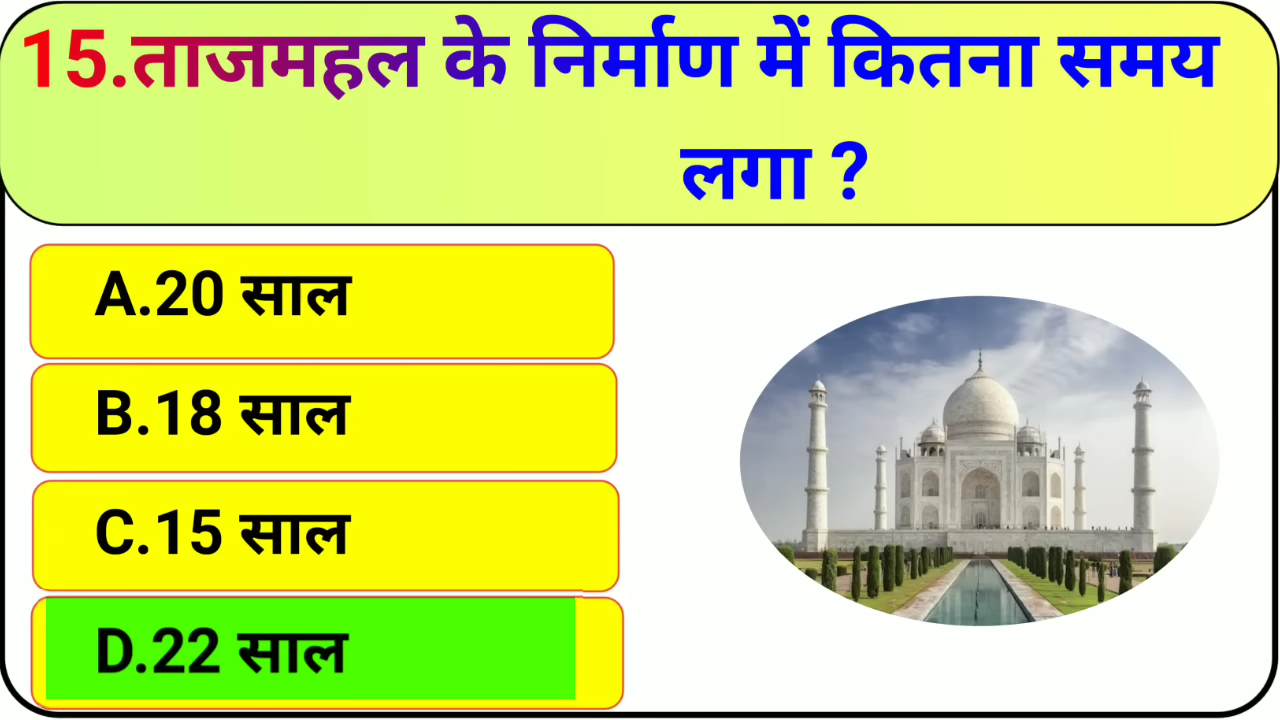 15.ताजमहल के निर्माण में कितना समय
लगा ?
A.20 साल
B.18 साल
C.15 साल
D.22 साल